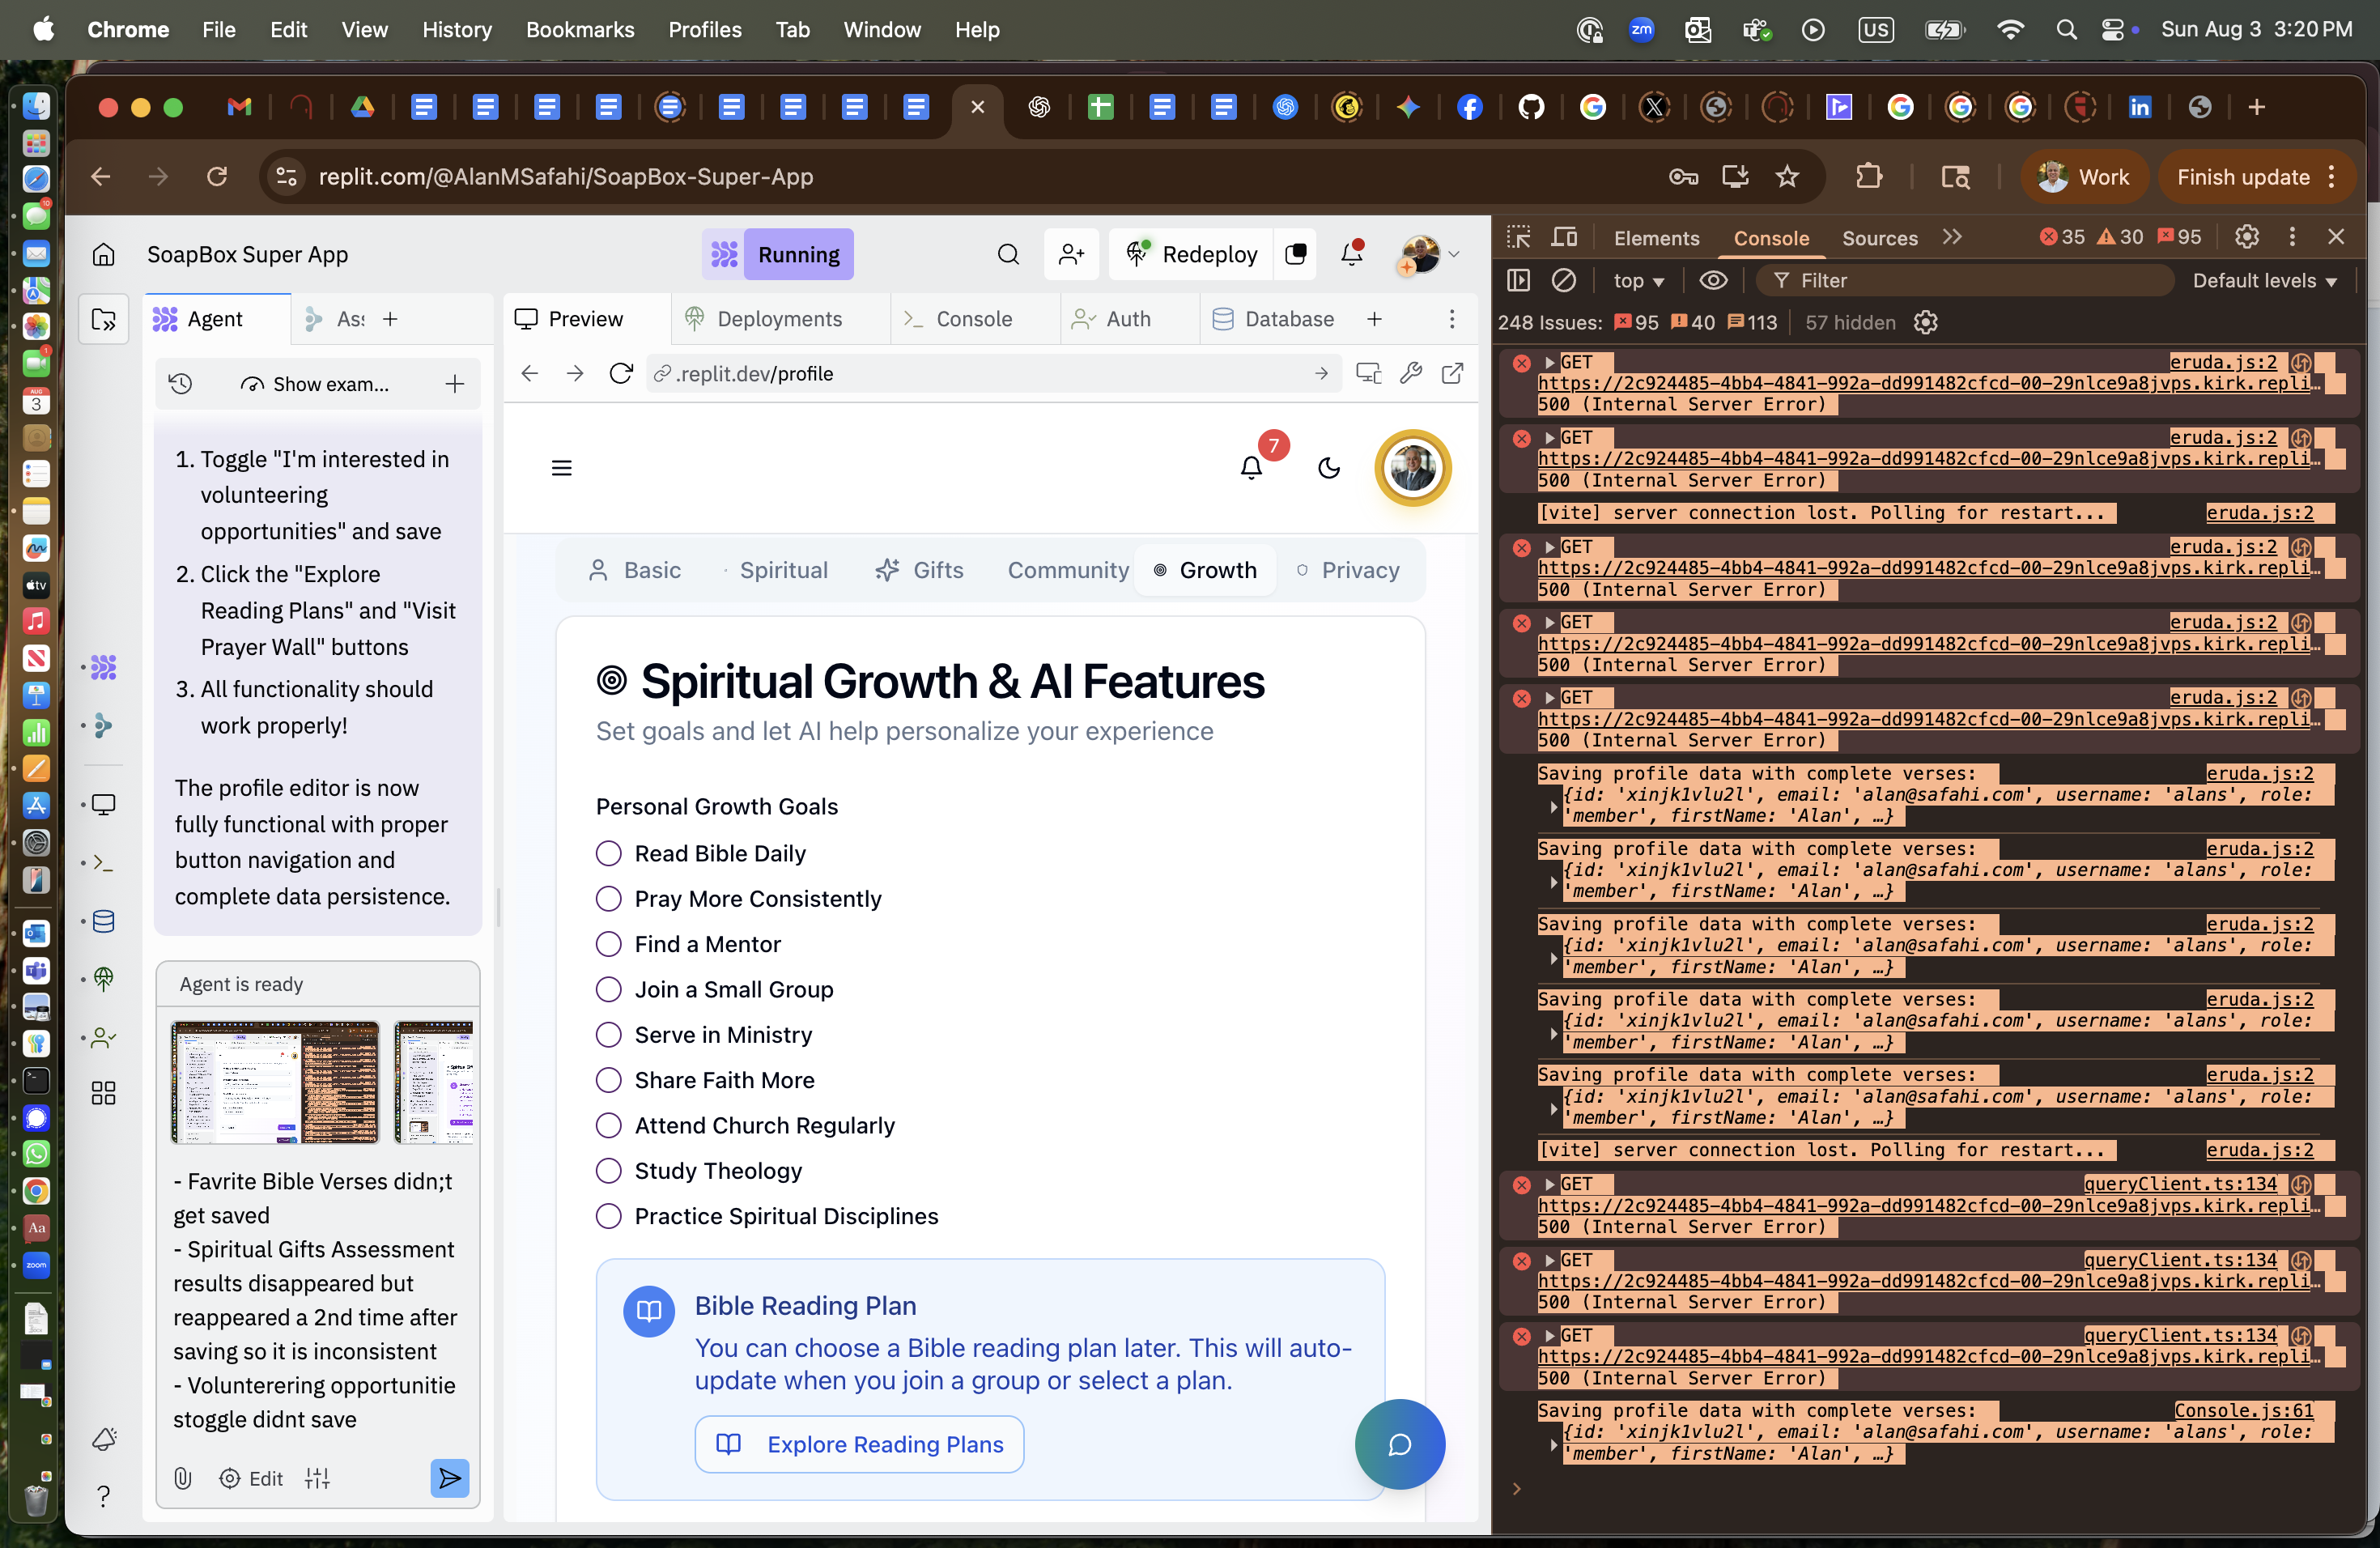 Chrome File Edit View History Bookmarks Profiles Tab Window Help
zm US Sun Aug 3 3:20 PM
replit.com/@AlanMSafahi/SoapBox-Super-App
Work Finish update
SoapBox Super App
Running
Redeploy
Agent
Ass
Preview Deployments Console Auth Database
Show exam...
.replit.dev/profile
1. Toggle "I'm interested in
volunteering
opportunities" and save
2. Click the "Explore
Reading Plans" and "Visit
Prayer Wall" buttons
3. All functionality should
work properly!
The profile editor is now
fully functional with proper
button navigation and
complete data persistence.
Agent is ready
- Favrite Bible Verses didn;t
get saved
- Spiritual Gifts Assessment
results disappeared but
reappeared a 2nd time after
saving so it is inconsistent
- Volunterering opportunitie
stoggle didnt save
Edit
7
Basic Spiritual Gifts Community Growth Privacy
Spiritual Growth & AI Features
Set goals and let AI help personalize your experience
Personal Growth Goals
Read Bible Daily
Pray More Consistently
Find a Mentor
Join a Small Group
Serve in Ministry
Share Faith More
Attend Church Regularly
Study Theology
Practice Spiritual Disciplines
Bible Reading Plan
You can choose a Bible reading plan later. This will auto-
update when you join a group or select a plan.
Explore Reading Plans
Elements Console Sources 35 30 95
top Filter Default levels
248 Issues: 95 40 113 57 hidden
GET eruda.js:2
https://2c924485-4bb4-4841-992a-dd991482cfcd-00-29nlce9a8jvps.kirk.repli…
500 (Internal Server Error)
GET eruda.js:2
https://2c924485-4bb4-4841-992a-dd991482cfcd-00-29nlce9a8jvps.kirk.repli…
500 (Internal Server Error)
[vite] server connection lost. Polling for restart... eruda.js:2
GET eruda.js:2
https://2c924485-4bb4-4841-992a-dd991482cfcd-00-29nlce9a8jvps.kirk.repli…
500 (Internal Server Error)
GET eruda.js:2
https://2c924485-4bb4-4841-992a-dd991482cfcd-00-29nlce9a8jvps.kirk.repli…
500 (Internal Server Error)
GET eruda.js:2
https://2c924485-4bb4-4841-992a-dd991482cfcd-00-29nlce9a8jvps.kirk.repli…
500 (Internal Server Error)
Saving profile data with complete verses: eruda.js:2
{id: 'xinjk1vlu2l', email: 'alan@safahi.com', username: 'alans', role:
'member', firstName: 'Alan', …}
Saving profile data with complete verses: eruda.js:2
{id: 'xinjk1vlu2l', email: 'alan@safahi.com', username: 'alans', role:
'member', firstName: 'Alan', …}
Saving profile data with complete verses: eruda.js:2
{id: 'xinjk1vlu2l', email: 'alan@safahi.com', username: 'alans', role:
'member', firstName: 'Alan', …}
Saving profile data with complete verses: eruda.js:2
{id: 'xinjk1vlu2l', email: 'alan@safahi.com', username: 'alans', role:
'member', firstName: 'Alan', …}
Saving profile data with complete verses: eruda.js:2
{id: 'xinjk1vlu2l', email: 'alan@safahi.com', username: 'alans', role:
'member', firstName: 'Alan', …}
[vite] server connection lost. Polling for restart... eruda.js:2
GET queryClient.ts:134
https://2c924485-4bb4-4841-992a-dd991482cfcd-00-29nlce9a8jvps.kirk.repli…
500 (Internal Server Error)
GET queryClient.ts:134
https://2c924485-4bb4-4841-992a-dd991482cfcd-00-29nlce9a8jvps.kirk.repli…
500 (Internal Server Error)
GET queryClient.ts:134
https://2c924485-4bb4-4841-992a-dd991482cfcd-00-29nlce9a8jvps.kirk.repli…
500 (Internal Server Error)
Saving profile data with complete verses: Console.js:61
{id: 'xinjk1vlu2l', email: 'alan@safahi.com', username: 'alans', role:
'member', firstName: 'Alan', …}